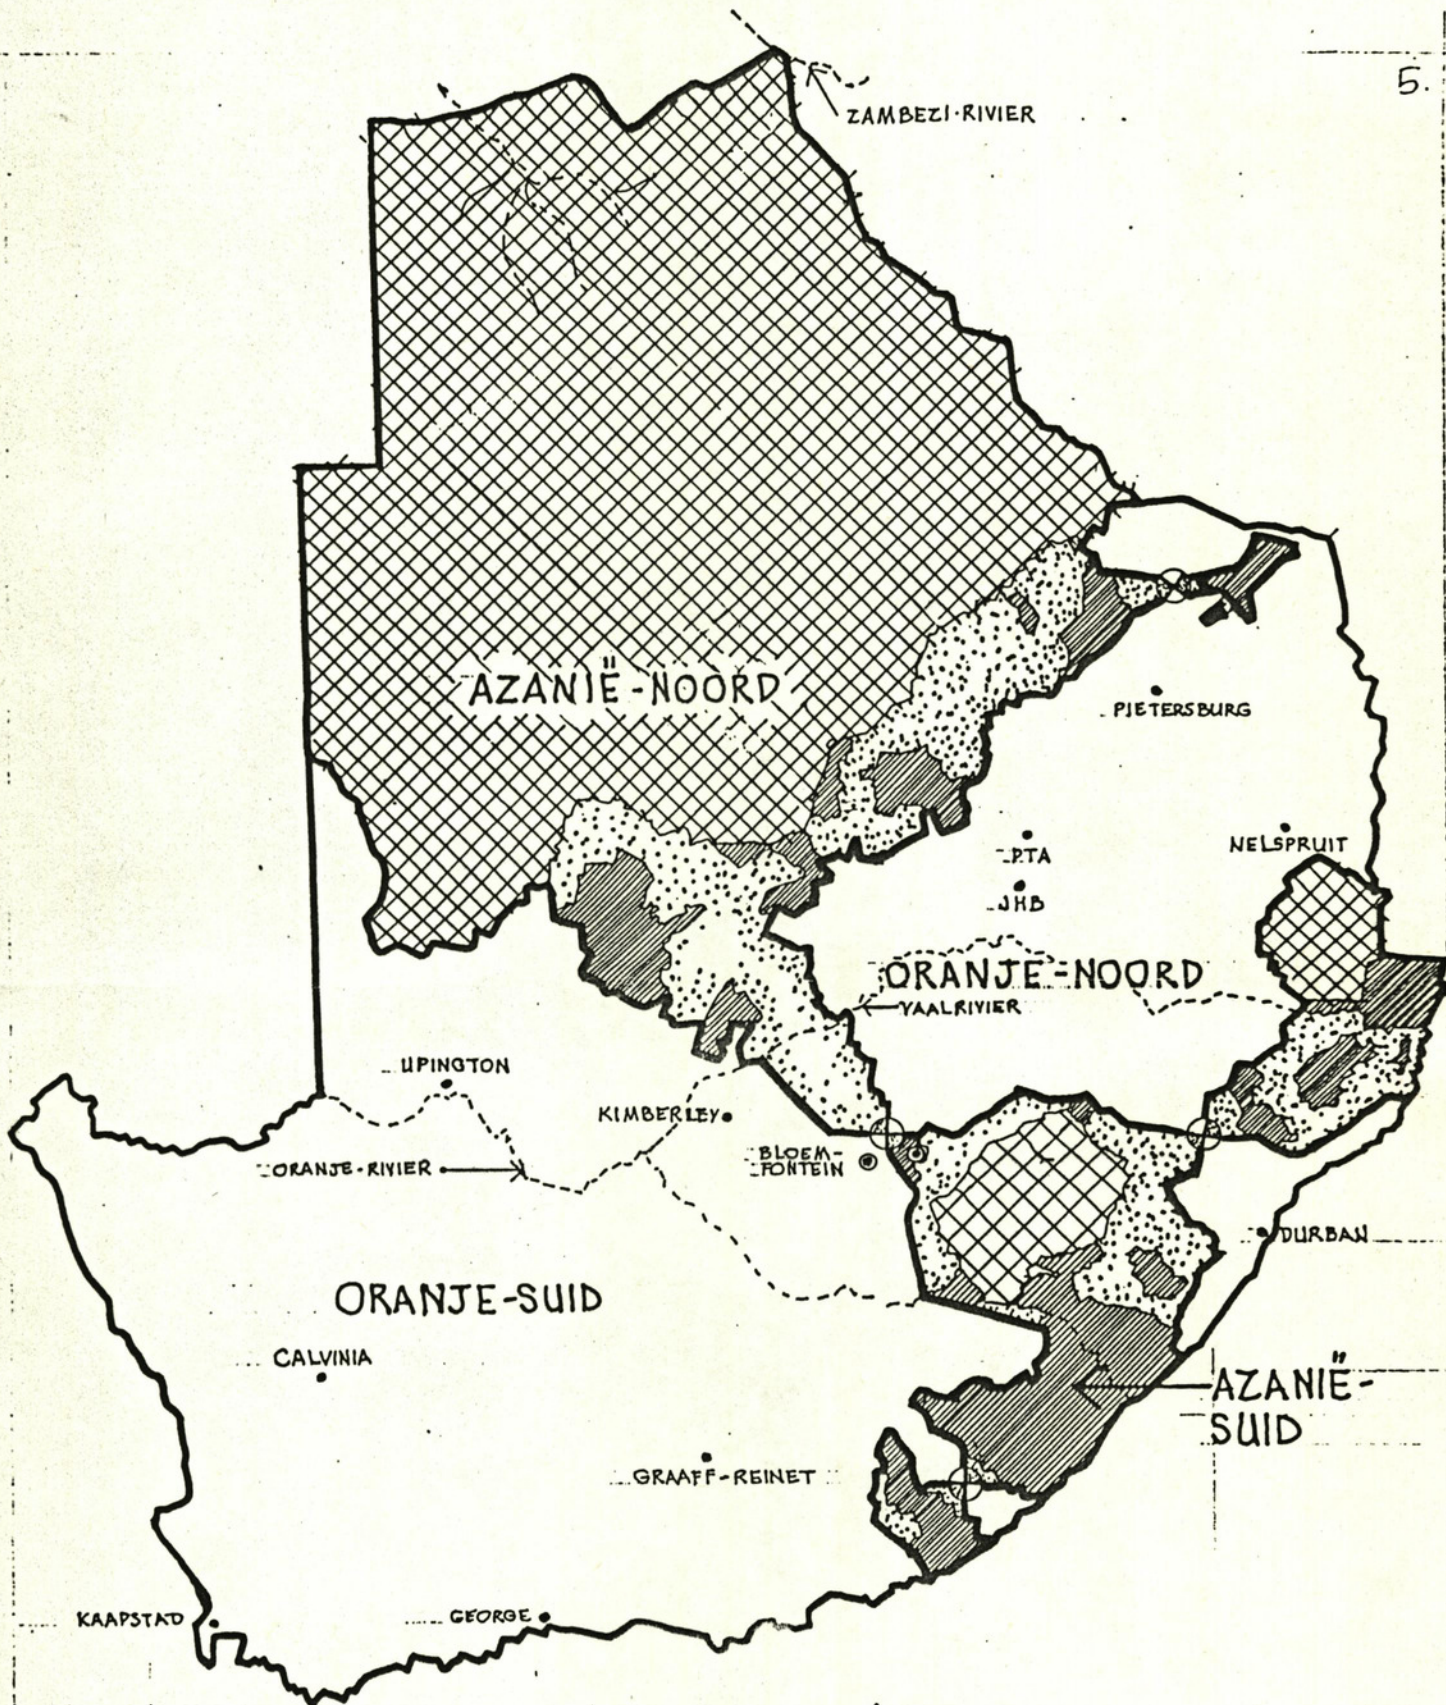 5.
ZAMBEZI-RIVIER
AZANIË-NOORD
PIETERSBURG
NELSPRUIT
PTA
JHB
ORANJE-NOORD
VAALRIVIER
UPINGTON
KIMBERLEY
BLOEM-
FONTEIN
ORANJE-RIVIER
DURBAN
ORANJE-SUID
CALVINIA
AZANIË-
SUID
GRAAFF-REINET
KAAPSTAD
GEORGE